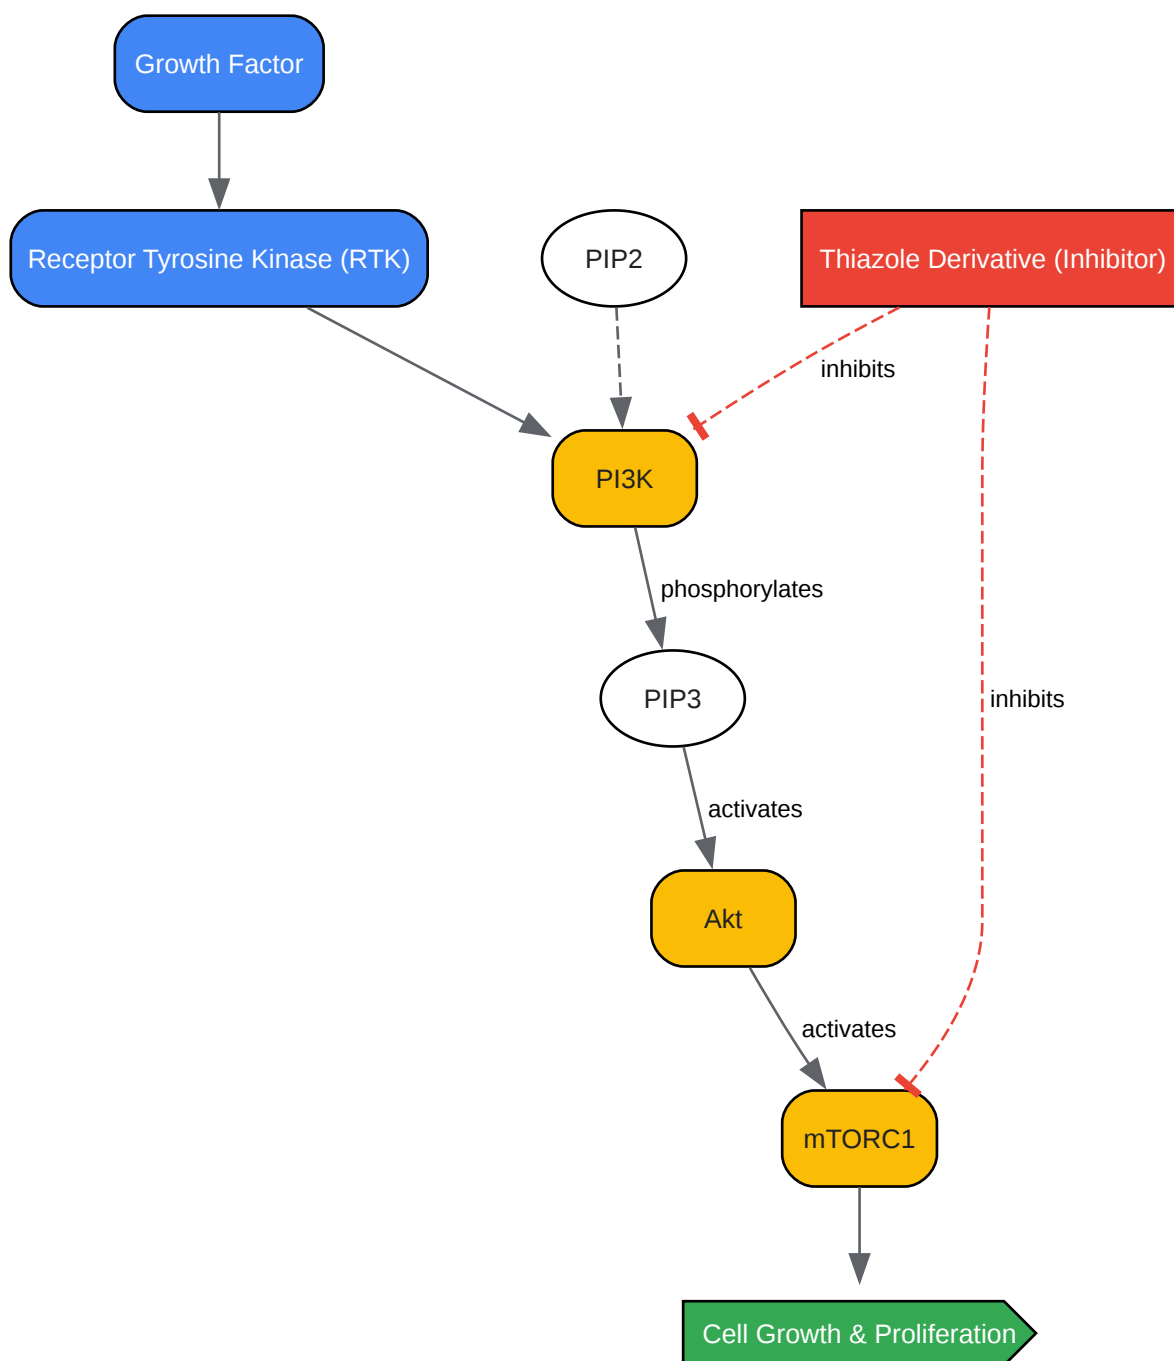 Growth Factor
Receptor Tyrosine Kinase (RTK)
PIP2
Thiazole Derivative (Inhibitor)
inhibits
PI3K
phosphorylates
PIP3
inhibits
activates
Akt
activates
mTORC1
Cell Growth & Proliferation